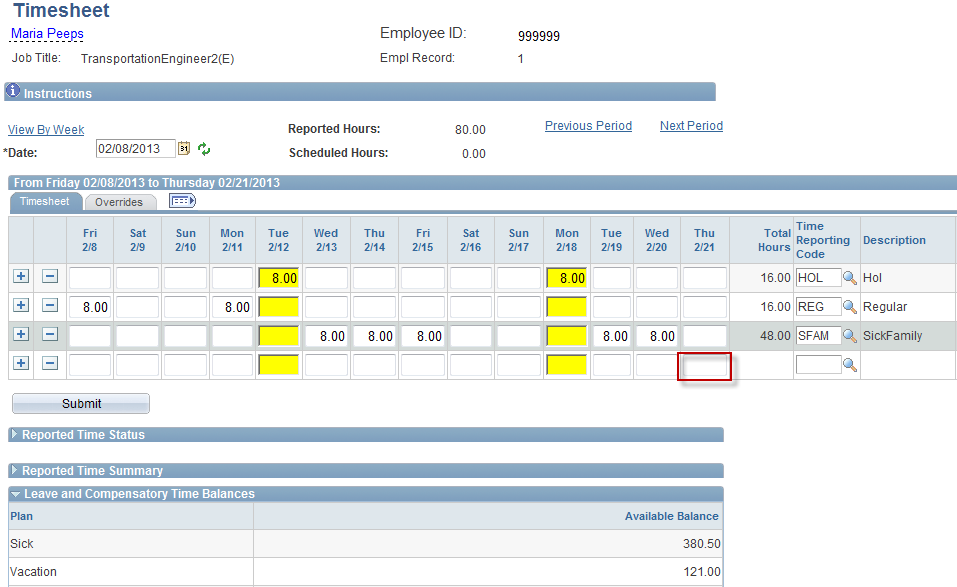 Timesheet
Maria Peeps
Employee ID: 999999
Job Title: TransportationEngineer2(E)
Empl Record: 1
Instructions
View By Week
Reported Hours: 80.00
Previous Period Next Period
*Date: 02/08/2013 31
Scheduled Hours: 0.00
From Friday 02/08/2013 to Thursday 02/21/2013
Timesheet Overrides
Fri 2/8 Sat 2/9 Sun 2/10 Mon 2/11 Tue 2/12 Wed 2/13 Thu 2/14 Fri 2/15 Sat 2/16 Sun 2/17 Mon 2/18 Tue 2/19 Wed 2/20 Thu 2/21 Total Hours Time Reporting Code Description
8.00 8.00 16.00 HOL Hol
8.00 8.00 16.00 REG Regular
8.00 8.00 8.00 8.00 8.00 48.00 SFAM SickFamily
Submit
Reported Time Status
Reported Time Summary
Leave and Compensatory Time Balances
Plan Available Balance
Sick 380.50
Vacation 121.00